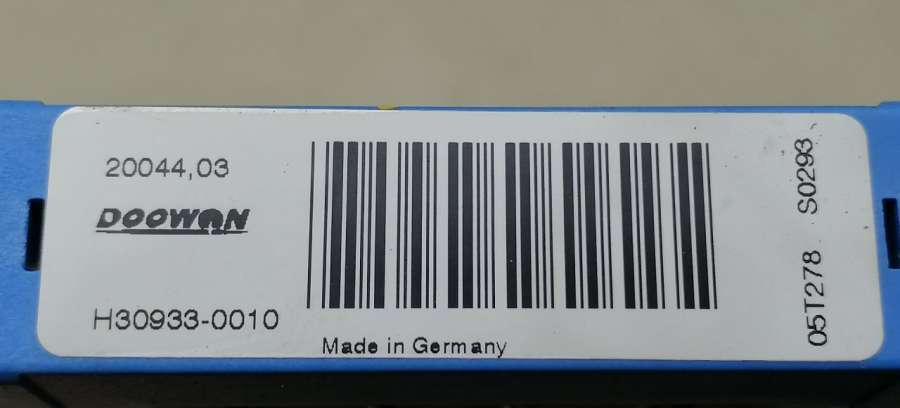 20044,03
DOOWON
H30933-0010
Made in Germany
05T278 S0293